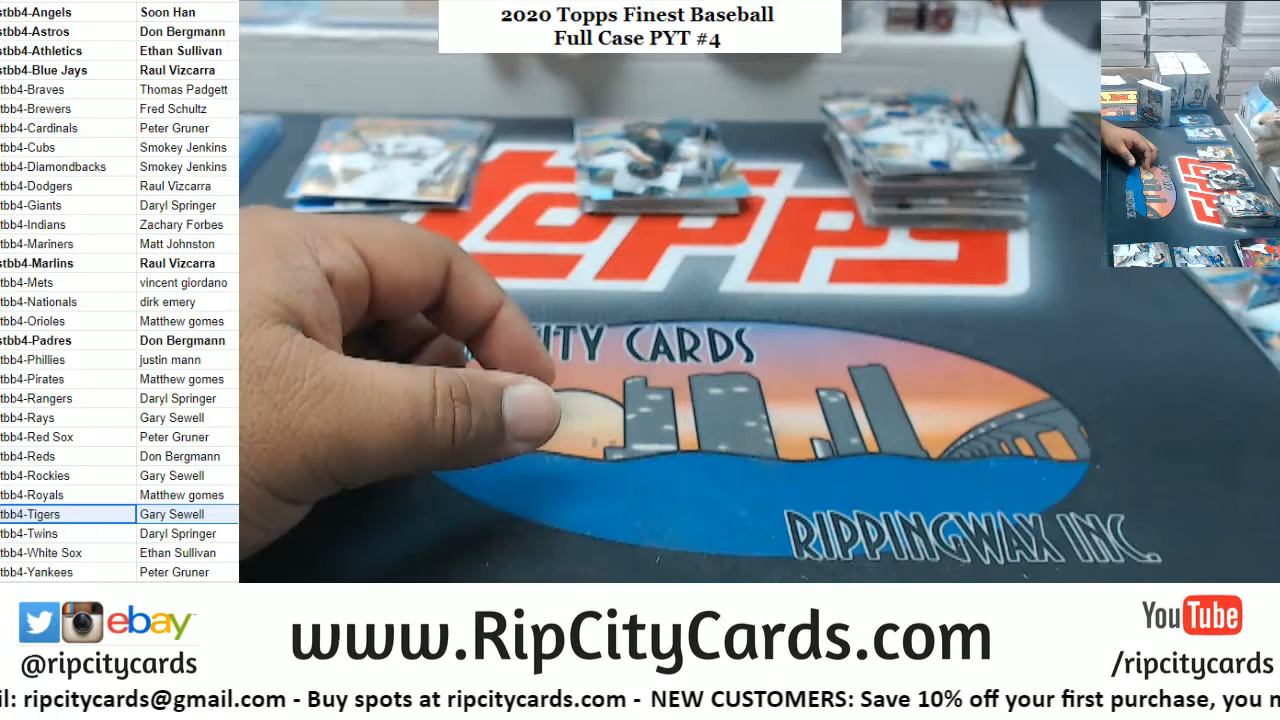 stbb4-Angels Soon Han
stbb4-Astros Don Bergmann
stbb4-Athletics Ethan Sullivan
stbb4-Blue Jays Raul Vizcarra
tbb4-Braves Thomas Padgett
tbb4-Brewers Fred Schultz
tbb4-Cardinals Peter Gruner
tbb4-Cubs Smokey Jenkins
tbb4-Diamondbacks Smokey Jenkins
tbb4-Dodgers Raul Vizcarra
tbb4-Giants Daryl Springer
tbb4-Indians Zachary Forbes
tbb4-Mariners Matt Johnston
stbb4-Marlins Raul Vizcarra
tbb4-Mets vincent giordano
tbb4-Nationals dirk emery
tbb4-Orioles Matthew gomes
stbb4-Padres Don Bergmann
tbb4-Phillies justin mann
tbb4-Pirates Matthew gomes
tbb4-Rangers Daryl Springer
tbb4-Rays Gary Sewell
tbb4-Red Sox Peter Gruner
tbb4-Reds Don Bergmann
tbb4-Rockies Gary Sewell
tbb4-Royals Matthew gomes
tbb4-Tigers Gary Sewell
tbb4-Twins Daryl Springer
tbb4-White Sox Ethan Sullivan
tbb4-Yankees Peter Gruner
2020 Topps Finest Baseball
Full Case PYT #4
Topps
CITY CARDS
RIPPINGWAX INC.
ebay
@ripcitycards
www.RipCityCards.com
YouTube
/ripcitycards
il: ripcitycards@gmail.com - Buy spots at ripcitycards.com - NEW CUSTOMERS: Save 10% off your first purchase, you